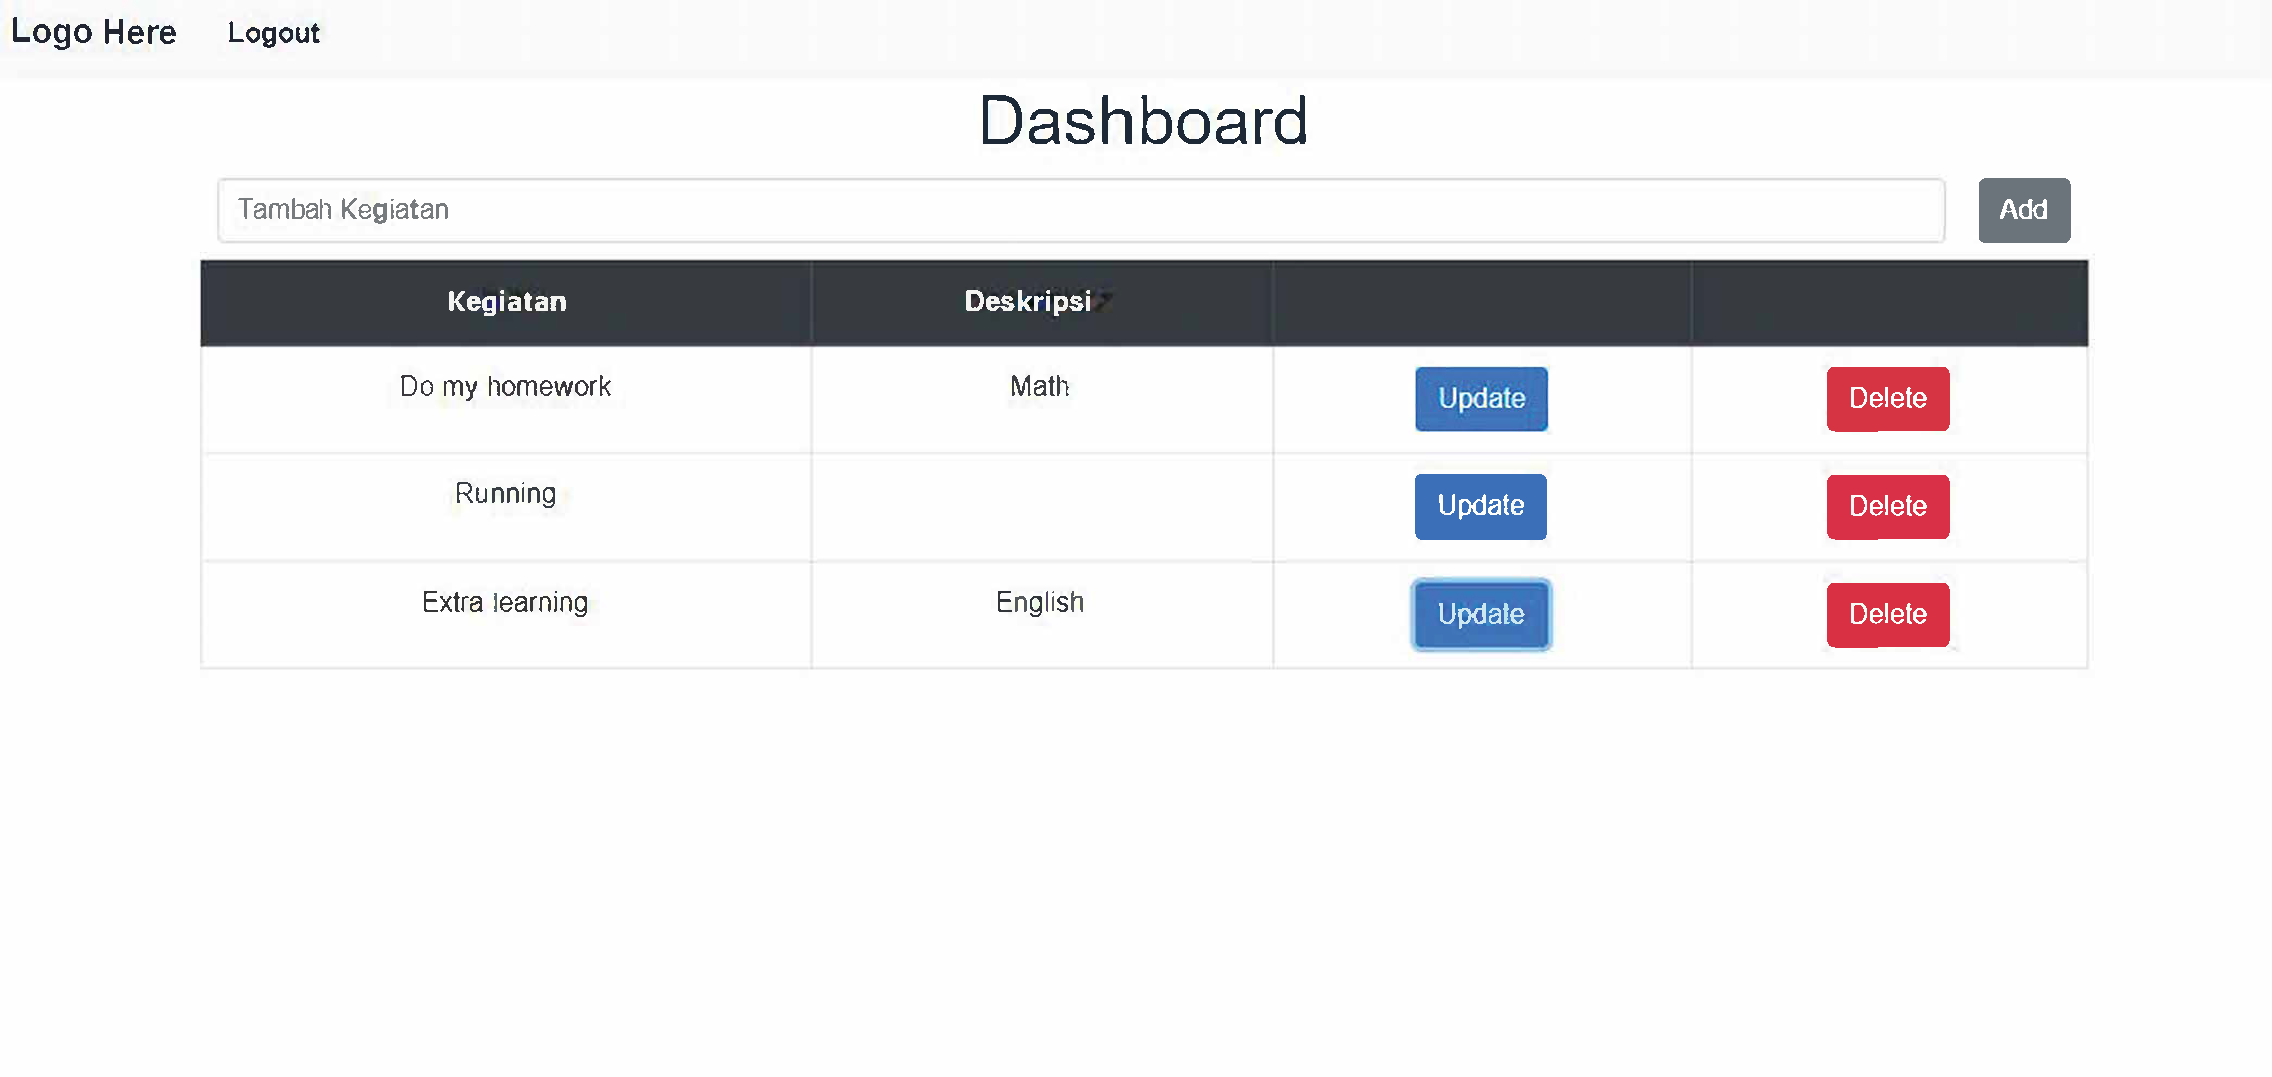 Logo Here Logout
Dashboard
Tambah Kegiatan Add
Kegiatan Deskripsi
Do my homework Math Update Delete
Running Update Delete
Extra learning English Update Delete